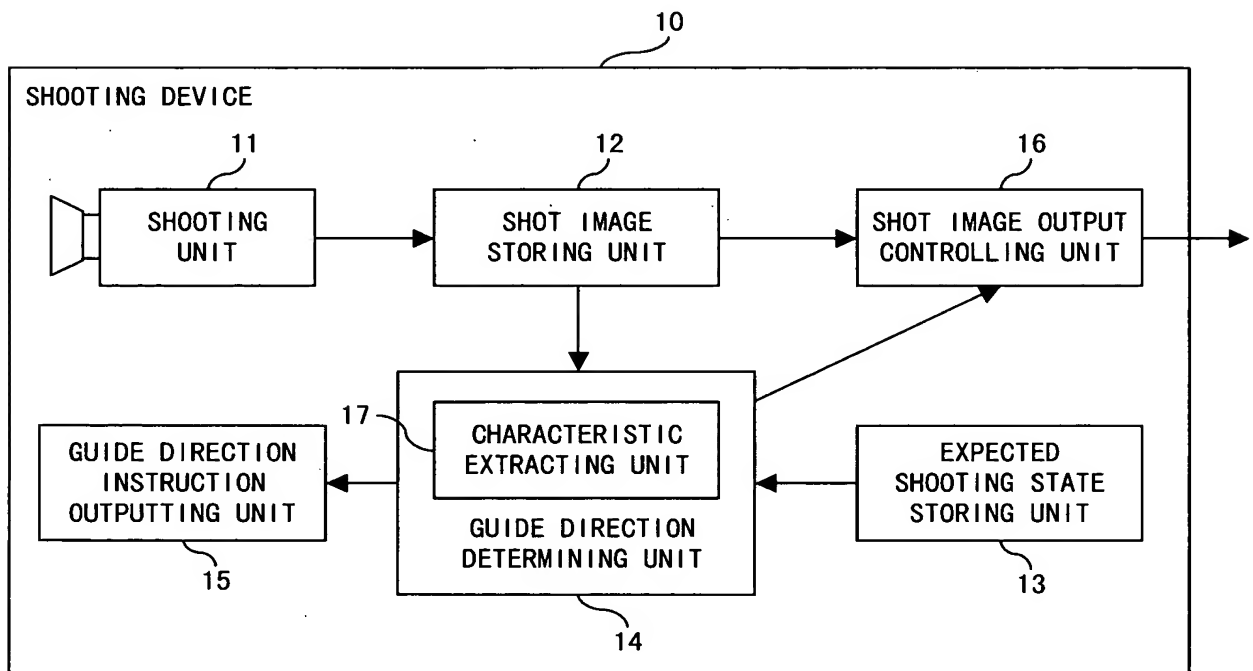 10
SHOOTING DEVICE
11
12
16
SHOOTING
UNIT
SHOT IMAGE
STORING UNIT
SHOT IMAGE OUTPUT
CONTROLLING UNIT
17
CHARACTERISTIC
EXTRACTING UNIT
GUIDE DIRECTION
INSTRUCTION
OUTPUTTING UNIT
GUIDE DIRECTION
DETERMINING UNIT
EXPECTED
SHOOTING STATE
STORING UNIT
15
14
13